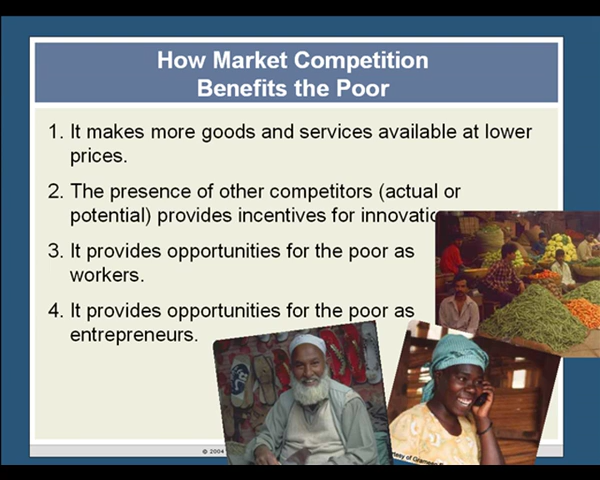 How Market Competition
Benefits the Poor
1. It makes more goods and services available at lower
prices.
2. The presence of other competitors (actual or
potential) provides incentives for
3. It provides opportunities for the poor as
workers.
4. It provides opportunities for the poor as
entrepreneurs.
© 2004
of Grameen